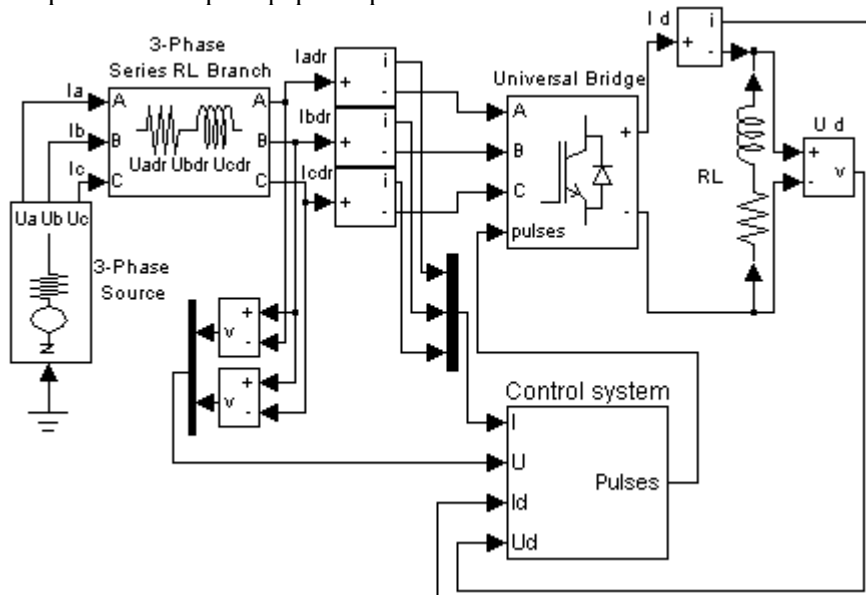 3-Phase
Series RL Branch
Ia
Ib
Ic
A
B
C
Uadr Ubdr Ucdr
A
B
C
Ua Ub Uc
N
3-Phase
Source
Iadr
Ibdr
Icdr
+
i
-
+
i
-
+
i
-
Universal Bridge
A
B
C
pulses
+
-
I d
+
i
-
RL
U d
+
-
v
+
-
v
+
-
v
Control system
I
U
Id
Ud
Pulses